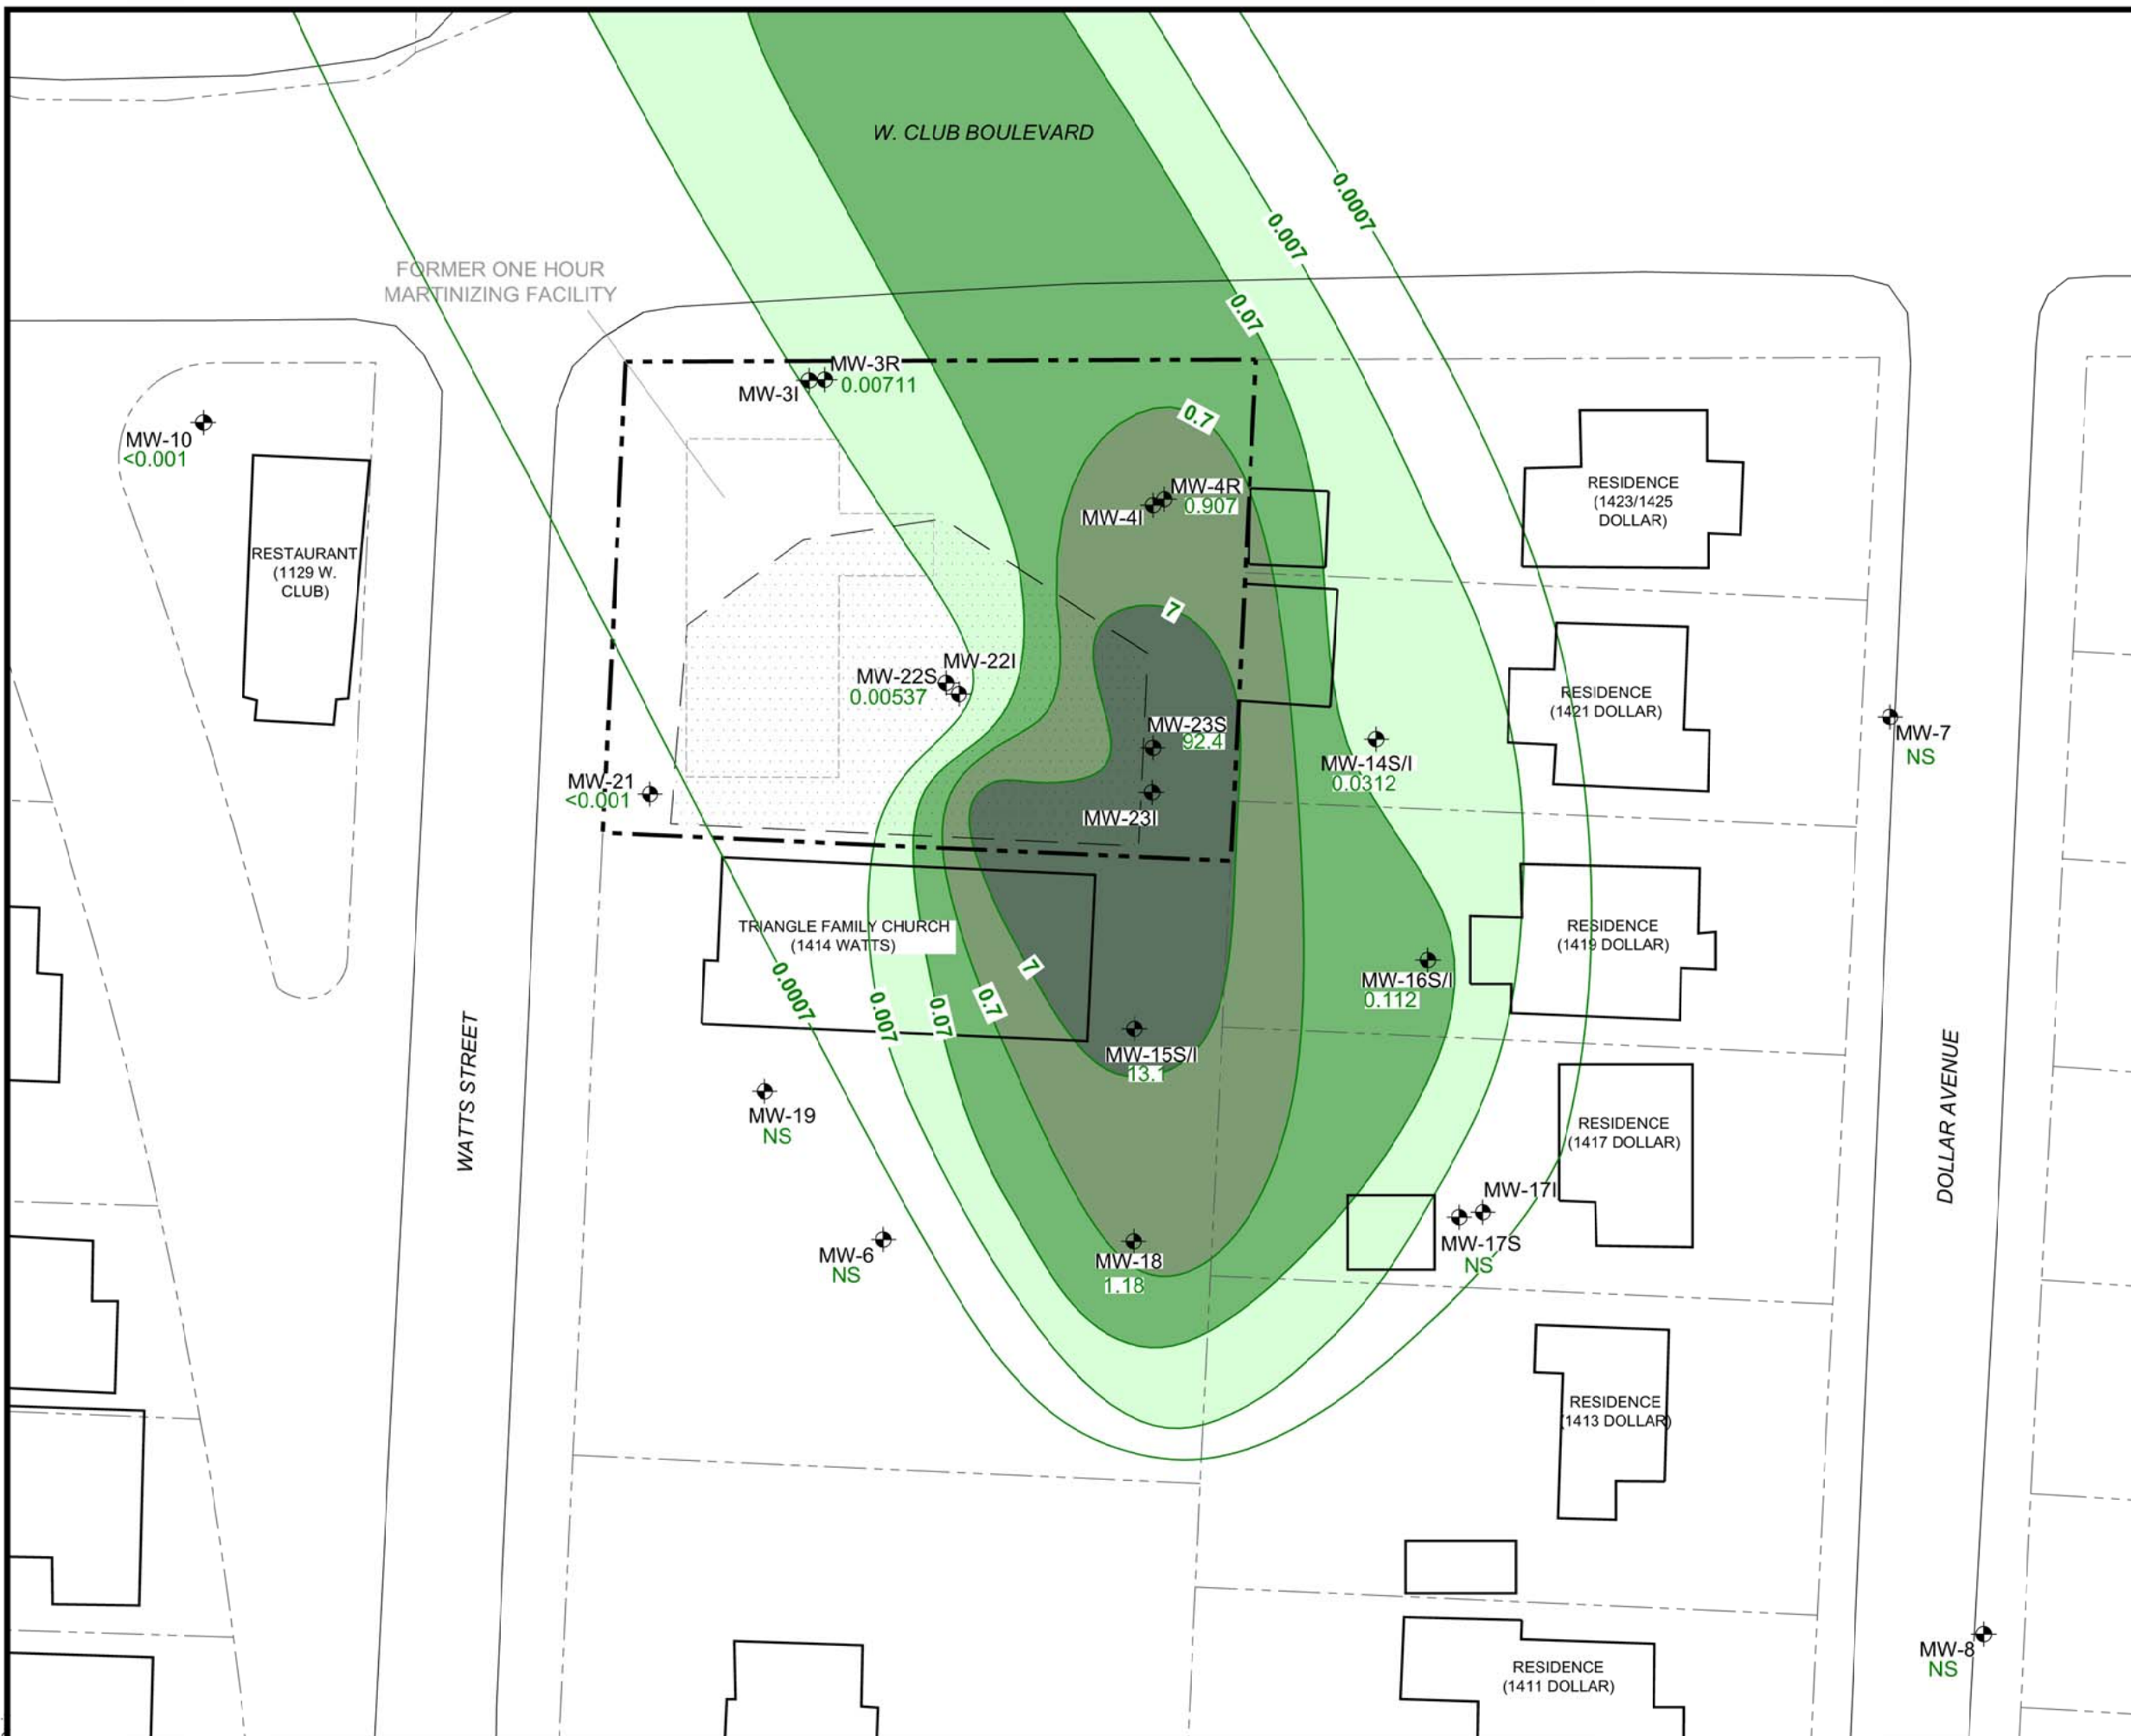 W. CLUB BOULEVARD
0.0007
0.007
FORMER ONE HOUR
MARTINIZING FACILITY
0.07
MW-3R
0.00711
MW-3I
0.7
MW-10
<0.001
MW-4R
0.907
MW-4I
RESIDENCE
(1423/1425
DOLLAR)
RESTAURANT
(1129 W.
CLUB)
7
MW-22I
MW-22S
0.00537
RESIDENCE
(1421 DOLLAR)
MW-23S
92.4
MW-7
NS
MW-14S/I
0.0312
MW-21
<0.001
MW-23I
TRIANGLE FAMILY CHURCH
(1414 WATTS)
RESIDENCE
(1419 DOLLAR)
7
0.0007
0.007
0.07
0.7
MW-16S/I
0.112
MW-15S/I
13.1
WATTS STREET
DOLLAR AVENUE
MW-19
NS
RESIDENCE
(1417 DOLLAR)
MW-17I
MW-17S
NS
MW-6
NS
MW-18
1.18
RESIDENCE
(1413 DOLLAR)
MW-8
NS
RESIDENCE
(1411 DOLLAR)